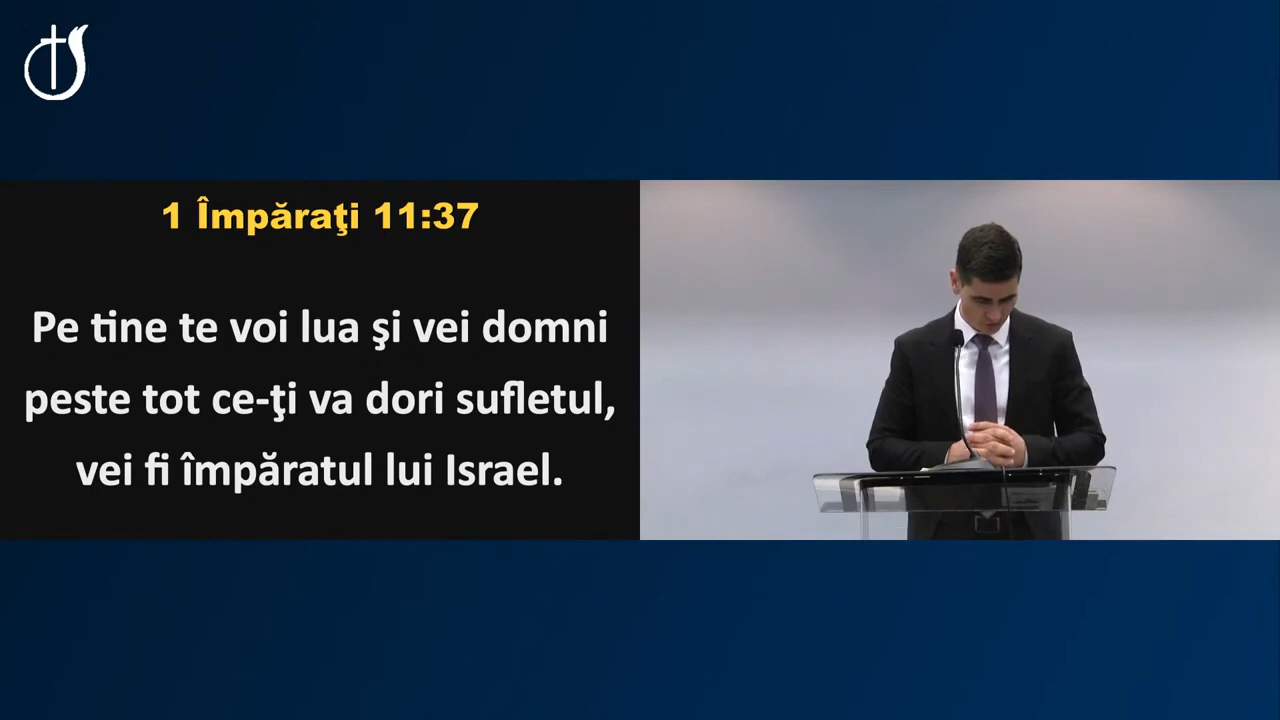 1 Împăraţi 11:37
Pe tine te voi lua şi vei domni
peste tot ce-ţi va dori sufletul,
vei fi împăratul lui Israel.